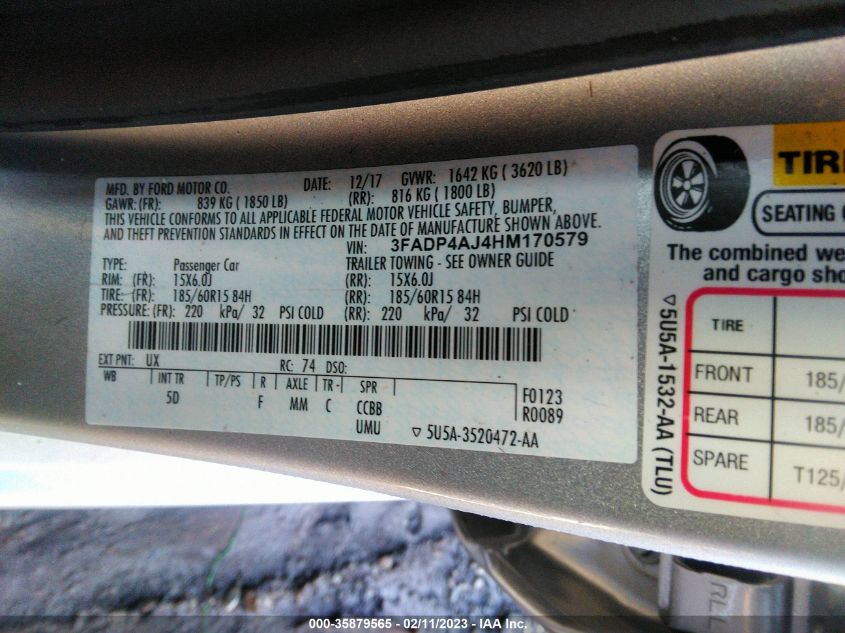 MFD. BY FORD MOTOR CO. DATE: 12/17 GVWR: 1642 KG ( 3620 LB)
GAWR: (FR): 839 KG ( 1850 LB) (RR): 816 KG ( 1800 LB)
THIS VEHICLE CONFORMS TO ALL APPLICABLE FEDERAL MOTOR VEHICLE SAFETY, BUMPER,
AND THEFT PREVENTION STANDARDS IN EFFECT ON THE DATE OF MANUFACTURE SHOWN ABOVE.
VIN: 3FADP4AJ4HM170579
TYPE: Passenger Car TRAILER TOWING - SEE OWNER GUIDE
RIM: (FR): 15X6.0J (RR): 15X6.0J
TIRE: (FR): 185/60R15 84H (RR): 185/60R15 84H
PRESSURE: (FR): 220 kPa/ 32 PSI COLD (RR): 220 kPa/ 32 PSI COLD
EXT PNT: UX RC: 74 DSO:
WB INT TR TP/PS R AXLE TR- SPR F0123
5D F MM C CCBB R0089
UMU ▽ 5U5A-3520472-AA
TIR
SEATING
The combined we
and cargo sho
▽5U5A-1532-AA (TLU)
TIRE
FRONT 185/
REAR 185/
SPARE T125/
RLL
000-35879565 - 02/11/2023 - IAA Inc.